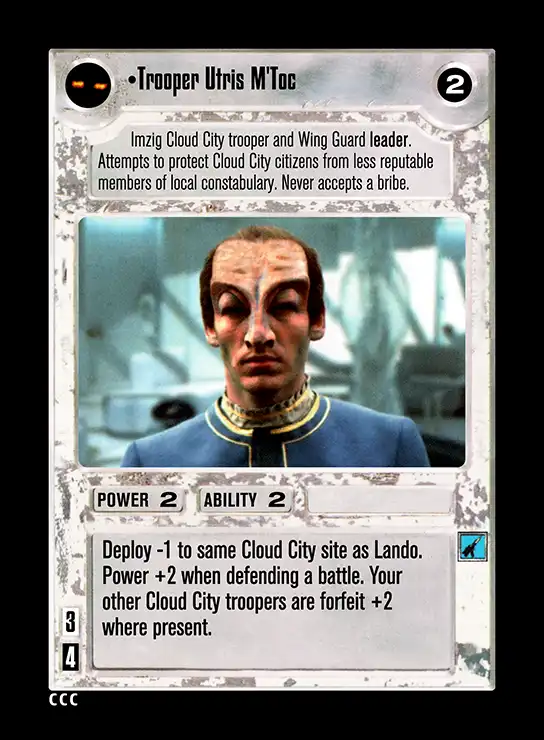 •Trooper Utris M'Toc
2
Imzig Cloud City trooper and Wing Guard leader.
Attempts to protect Cloud City citizens from less reputable
members of local constabulary. Never accepts a bribe.
POWER 2 ABILITY 2
Deploy -1 to same Cloud City site as Lando.
Power +2 when defending a battle. Your
other Cloud City troopers are forfeit +2
where present.
3
4
CCC